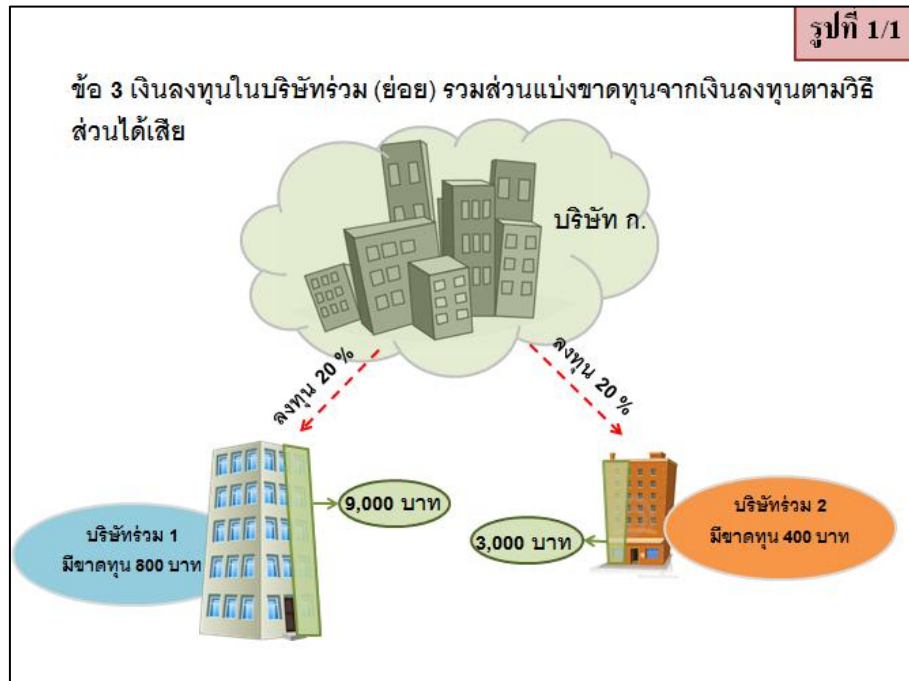 รูปที่ 1/1
ข้อ 3 เงินลงทุนในบริษัทร่วม (ย่อย) รวมส่วนแบ่งขาดทุนจากเงินลงทุนตามวิธี
ส่วนได้เสีย
บริษัท ก.
ลงทุน 20 %
ลงทุน 20 %
9,000 บาท
บริษัทร่วม 1
มีขาดทุน 800 บาท
3,000 บาท
บริษัทร่วม 2
มีขาดทุน 400 บาท